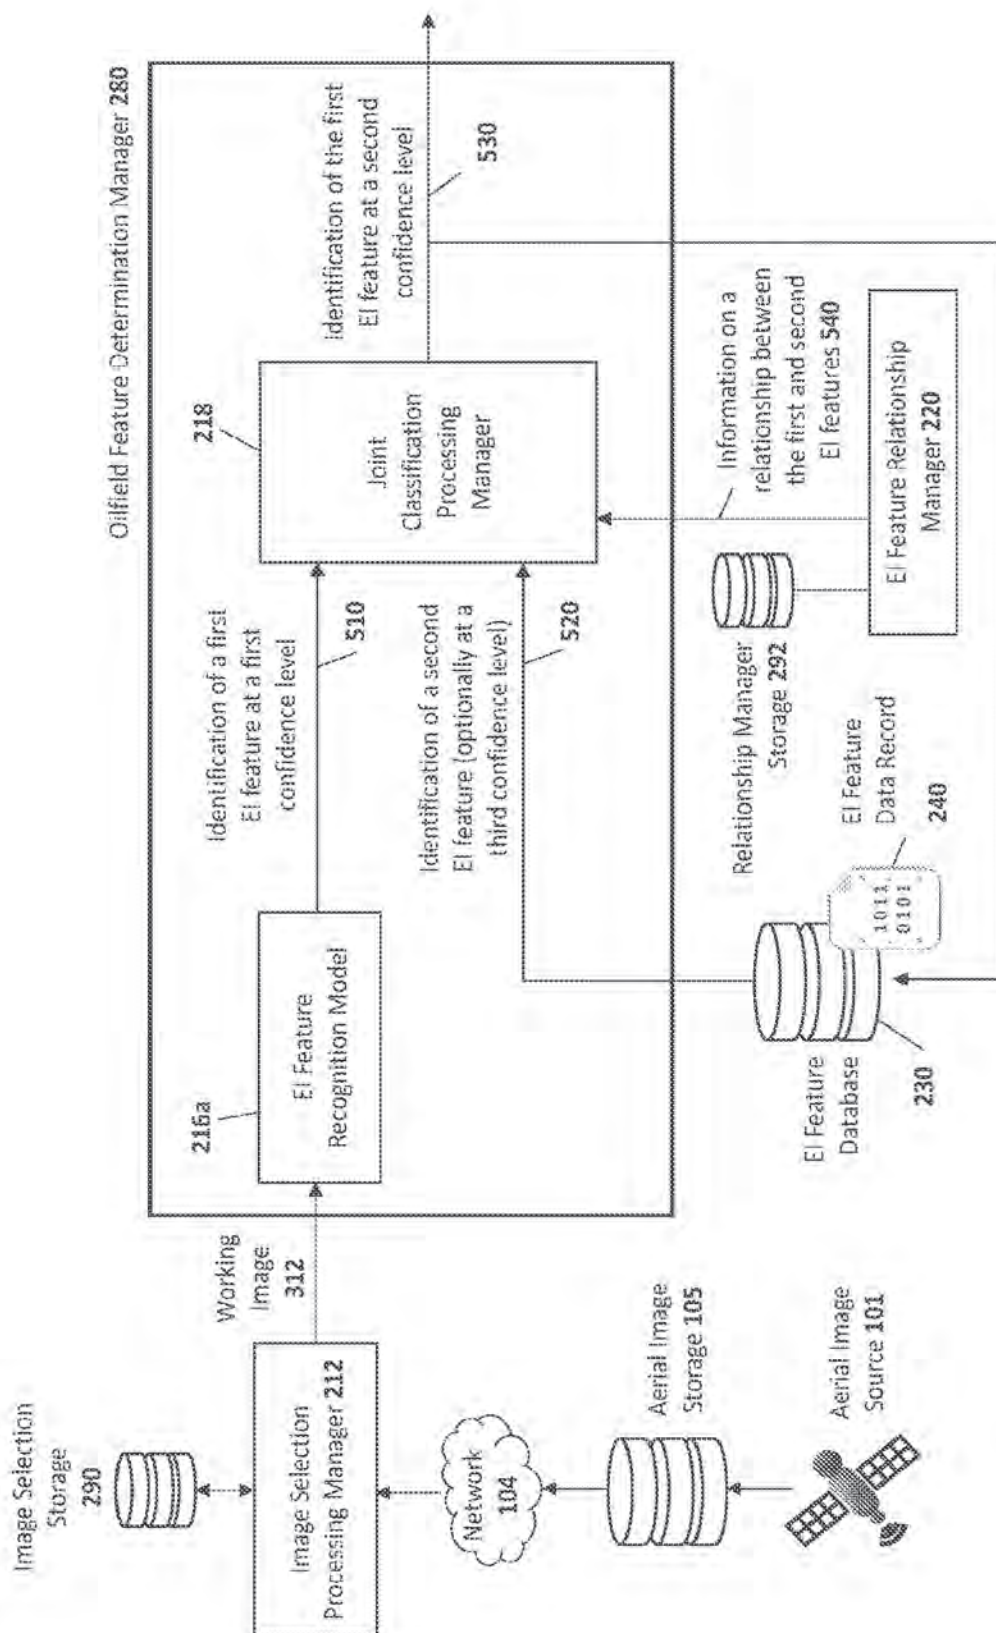 Oilfield Feature Determination Manager 280
Image Selection
Storage
290
Image Selection
Processing Manager 212
Working
Image
312
216a
EI Feature
Recognition Model
Identification of a first
EI feature at a first
confidence level
510
218
Joint
Classification
Processing
Manager
Identification of the first
EI feature at a second
confidence level
530
Identification of a second
EI feature (optionally at a
third confidence level)
520
Network
104
Aerial Image
Storage 105
Aerial Image
Source 101
EI Feature
Database
230
1011
0101
EI Feature
Data Record
240
Relationship Manager
Storage 292
Information on a
relationship between
the first and second
EI features 540
EI Feature Relationship
Manager 220